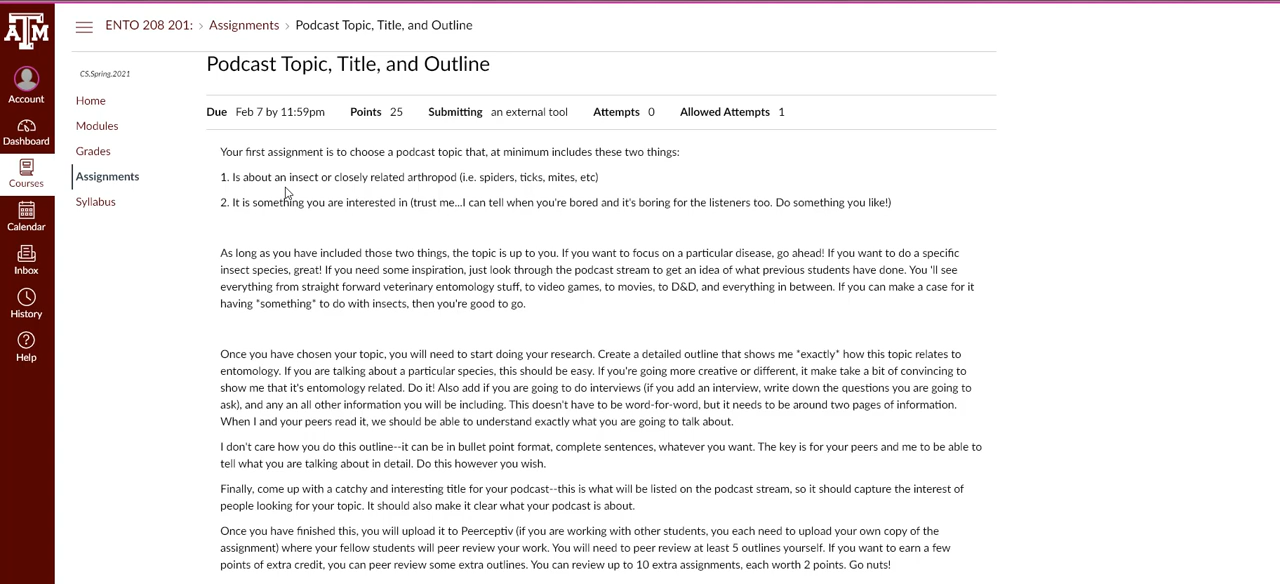 ENTO 208 201: › Assignments › Podcast Topic, Title, and Outline
A͏TM
Account
Dashboard
Courses
Calendar
Inbox
History
Help
CS.Spring.2021
Home
Modules
Grades
Assignments
Syllabus
Podcast Topic, Title, and Outline
Due Feb 7 by 11:59pm Points 25 Submitting an external tool Attempts 0 Allowed Attempts 1
Your first assignment is to choose a podcast topic that, at minimum includes these two things:
1. Is about an insect or closely related arthropod (i.e. spiders, ticks, mites, etc)
2. It is something you are interested in (trust me...I can tell when you're bored and it's boring for the listeners too. Do something you like!)
As long as you have included those two things, the topic is up to you. If you want to focus on a particular disease, go ahead! If you want to do a specific
insect species, great! If you need some inspiration, just look through the podcast stream to get an idea of what previous students have done. You 'll see
everything from straight forward veterinary entomology stuff, to video games, to movies, to D&D, and everything in between. If you can make a case for it
having *something* to do with insects, then you're good to go.
Once you have chosen your topic, you will need to start doing your research. Create a detailed outline that shows me *exactly* how this topic relates to
entomology. If you are talking about a particular species, this should be easy. If you're going more creative or different, it make take a bit of convincing to
show me that it's entomology related. Do it! Also add if you are going to do interviews (if you add an interview, write down the questions you are going to
ask), and any an all other information you will be including. This doesn't have to be word-for-word, but it needs to be around two pages of information.
When I and your peers read it, we should be able to understand exactly what you are going to talk about.
I don't care how you do this outline--it can be in bullet point format, complete sentences, whatever you want. The key is for your peers and me to be able to
tell what you are talking about in detail. Do this however you wish.
Finally, come up with a catchy and interesting title for your podcast--this is what will be listed on the podcast stream, so it should capture the interest of
people looking for your topic. It should also make it clear what your podcast is about.
Once you have finished this, you will upload it to Peerceptiv (if you are working with other students, you each need to upload your own copy of the
assignment) where your fellow students will peer review your work. You will need to peer review at least 5 outlines yourself. If you want to earn a few
points of extra credit, you can peer review some extra outlines. You can review up to 10 extra assignments, each worth 2 points. Go nuts!